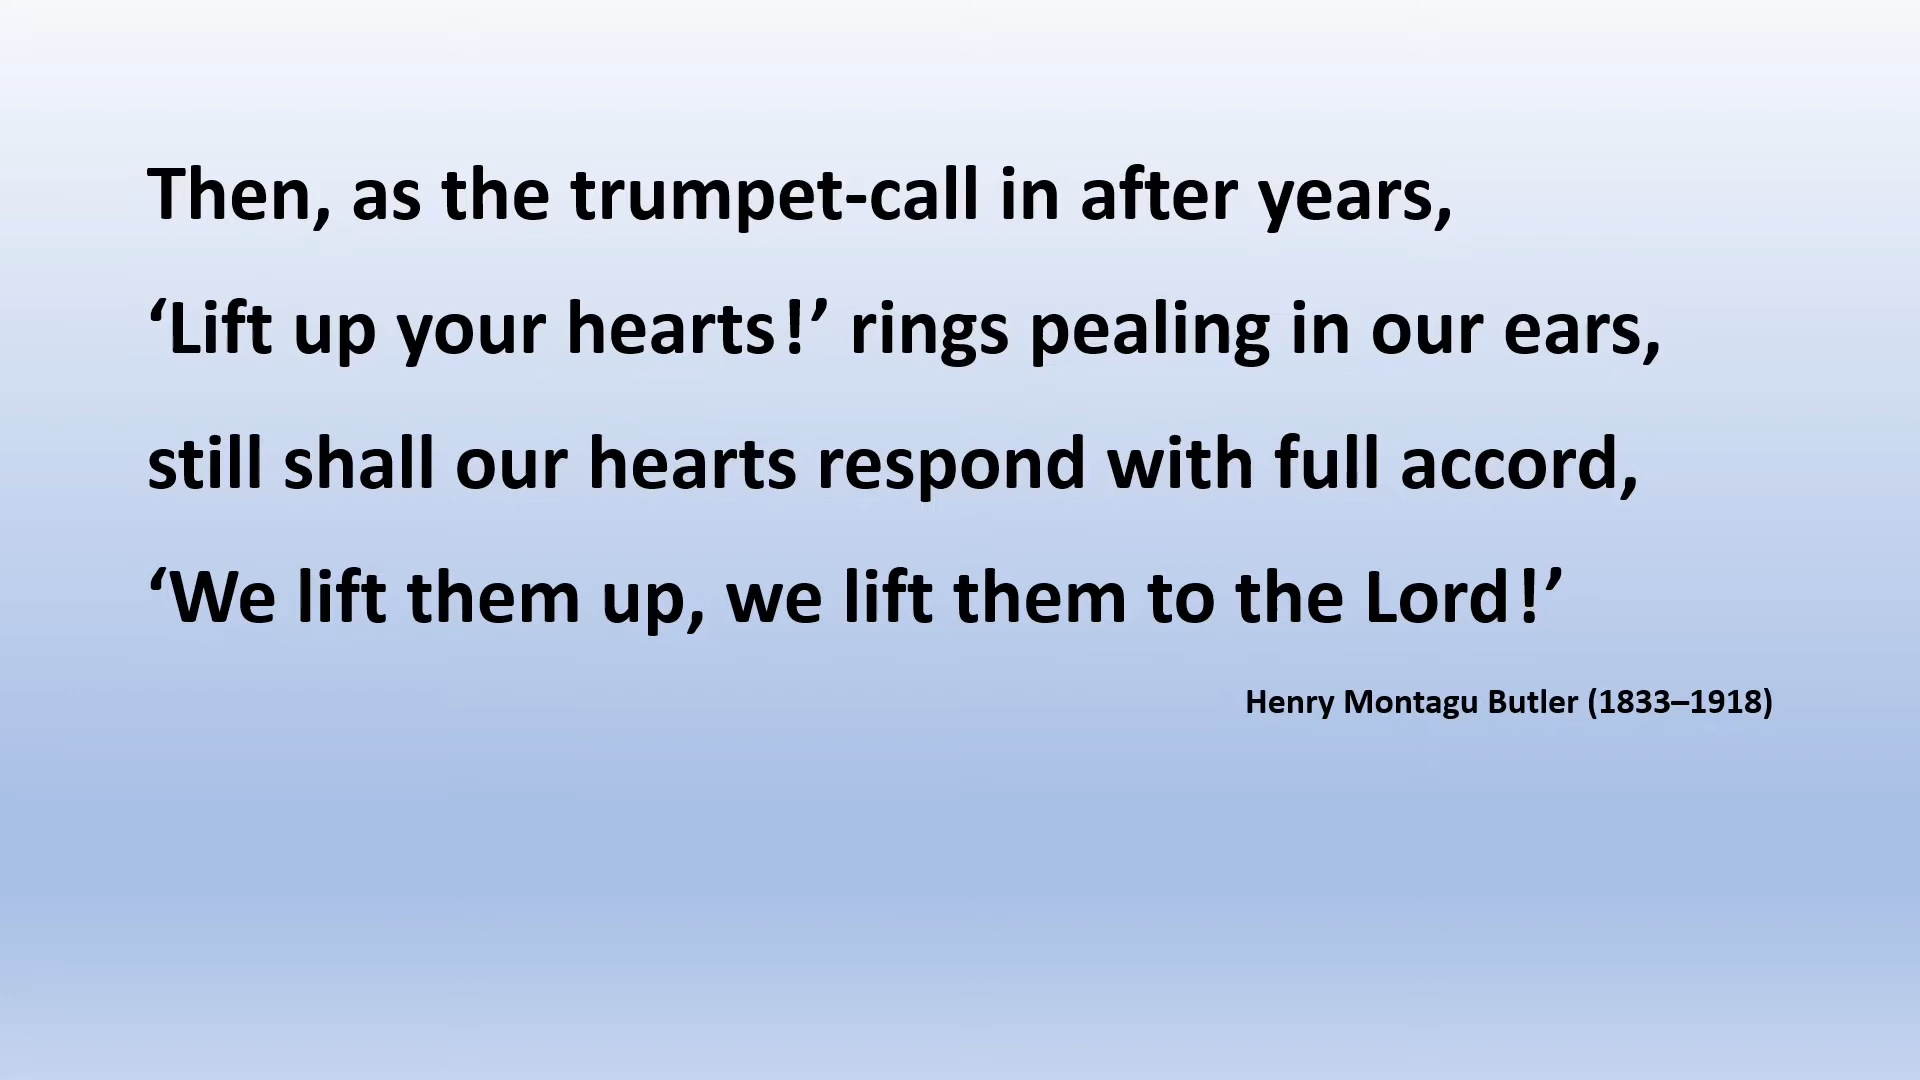 Then, as the trumpet-call in after years,
‘Lift up your hearts!’ rings pealing in our ears,
still shall our hearts respond with full accord,
‘We lift them up, we lift them to the Lord!’
Henry Montagu Butler (1833–1918)